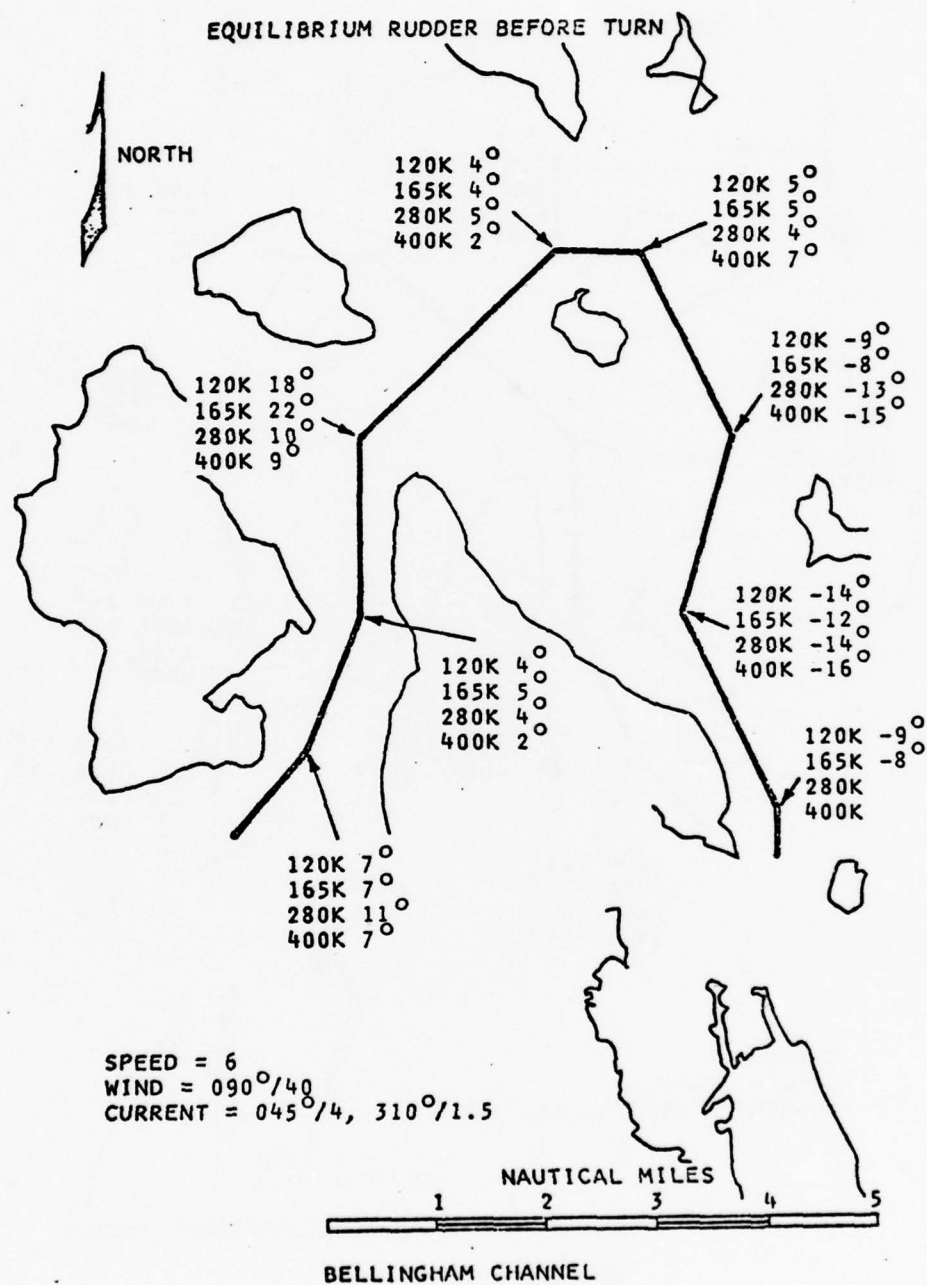 EQUILIBRIUM RUDDER BEFORE TURN
NORTH
120K 4°
165K 4°
280K 5°
400K 2°
120K 5°
165K 5°
280K 4°
400K 7°
120K -9°
165K -8°
280K -13°
400K -15°
120K 18°
165K 22°
280K 10°
400K 9°
120K -14°
165K -12°
280K -14°
400K -16°
120K 4°
165K 5°
280K 4°
400K 2°
120K -9°
165K -8°
280K
400K
120K 7°
165K 7°
280K 11°
400K 7°
SPEED = 6
WIND = 090°/40
CURRENT = 045°/4, 310°/1.5
NAUTICAL MILES
1 2 3 4 5
BELLINGHAM CHANNEL